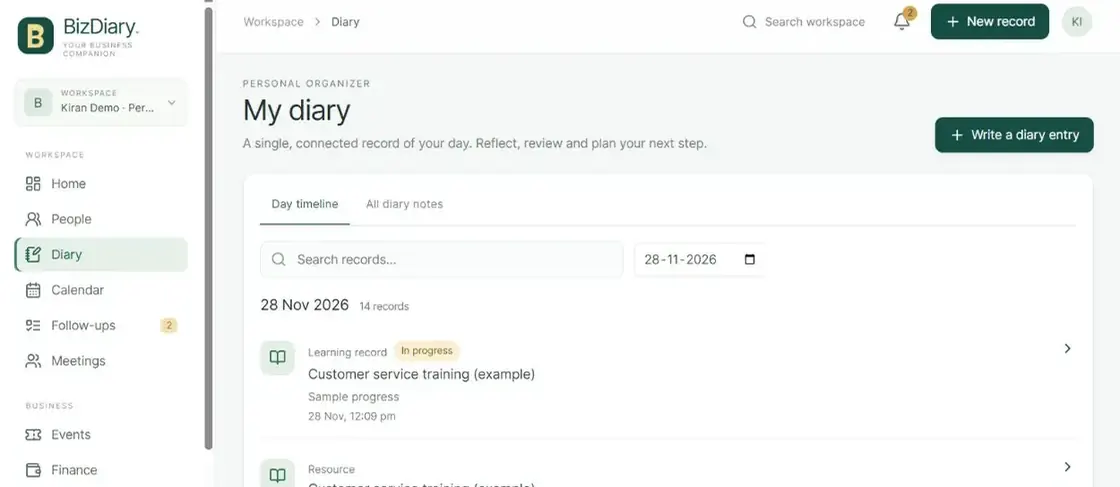 BizDiary.
YOUR BUSINESS
COMPANION
B
WORKSPACE
Kiran Demo · Per...
WORKSPACE
Home
People
Diary
Calendar
Follow-ups 2
Meetings
BUSINESS
Events
Finance
Workspace > Diary
Search workspace
2
+ New record
KI
PERSONAL ORGANIZER
My diary
A single, connected record of your day. Reflect, review and plan your next step.
+ Write a diary entry
Day timeline All diary notes
Search records...
28-11-2026
28 Nov 2026 14 records
Learning record In progress
Customer service training (example)
Sample progress
28 Nov, 12:09 pm
Resource
Customer service training (example)